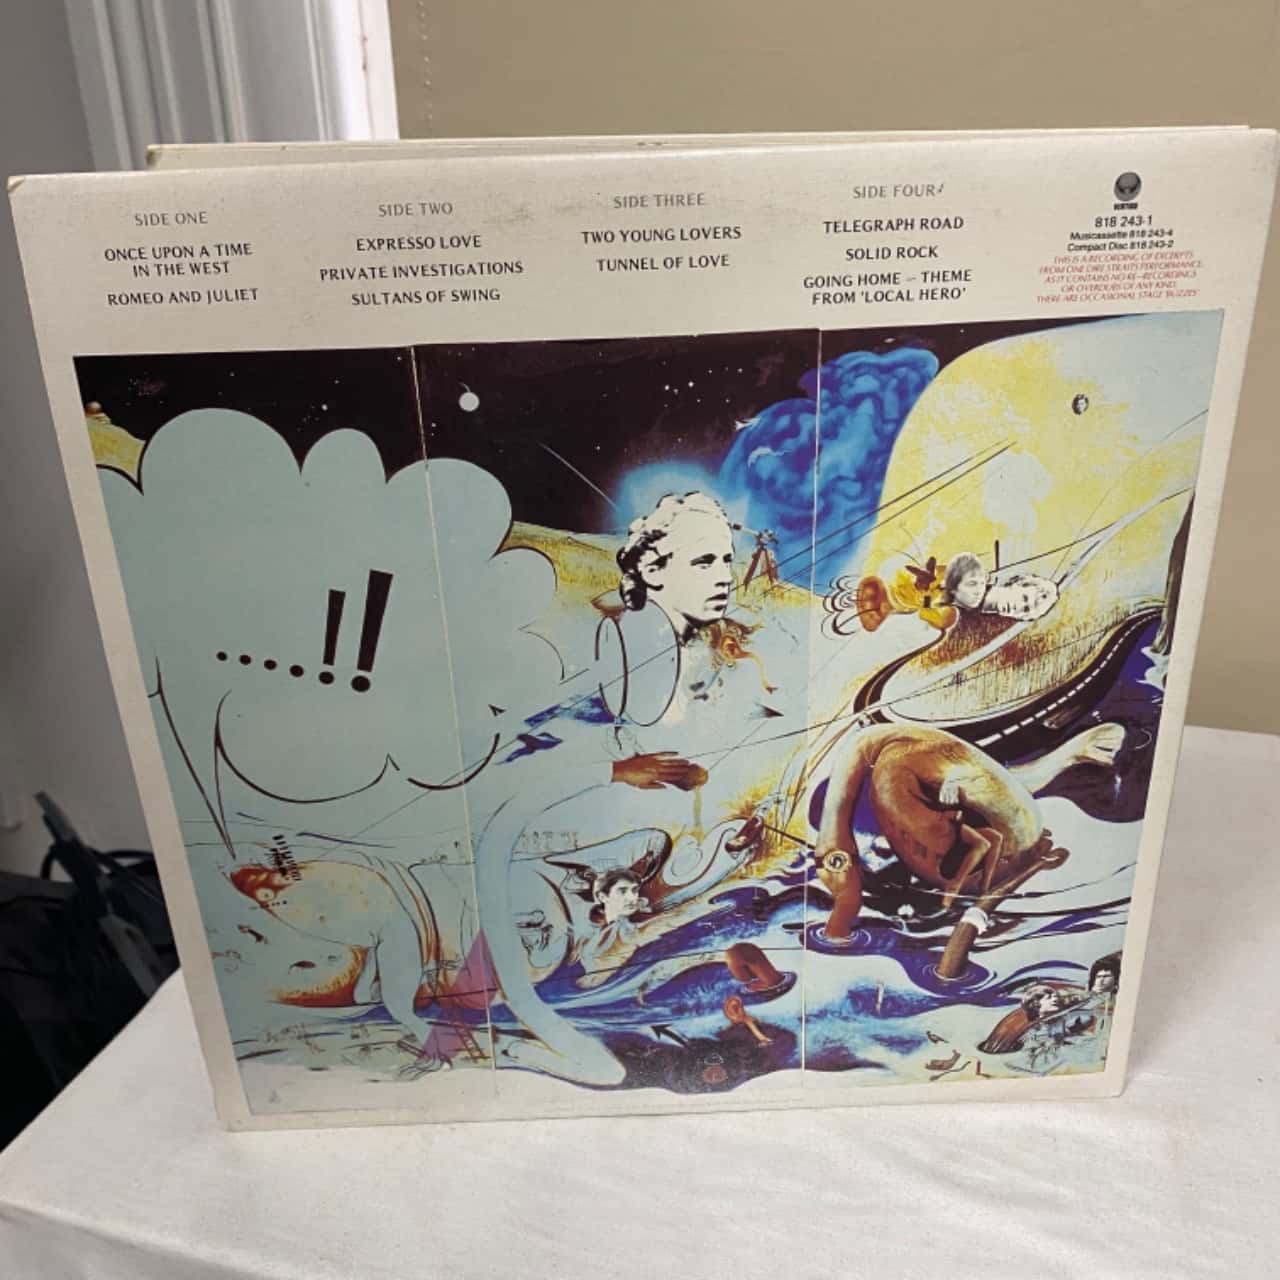 SIDE ONE
ONCE UPON A TIME
IN THE WEST
ROMEO AND JULIET
SIDE TWO
EXPRESSO LOVE
PRIVATE INVESTIGATIONS
SULTANS OF SWING
SIDE THREE
TWO YOUNG LOVERS
TUNNEL OF LOVE
SIDE FOUR
TELEGRAPH ROAD
SOLID ROCK
GOING HOME — THEME
FROM 'LOCAL HERO'
VERTIGO
818 243-1
Musicassette 818 243-4
Compact Disc 818 243-2
THIS IS A RECORDING OF EXCERPTS
FROM ONE DIRE STRAITS PERFORMANCE.
AS IT CONTAINS NO RE—RECORDINGS
OR OVERDUBS OF ANY KIND,
THERE ARE OCCASIONAL STAGE 'BUZZES'
.....!!